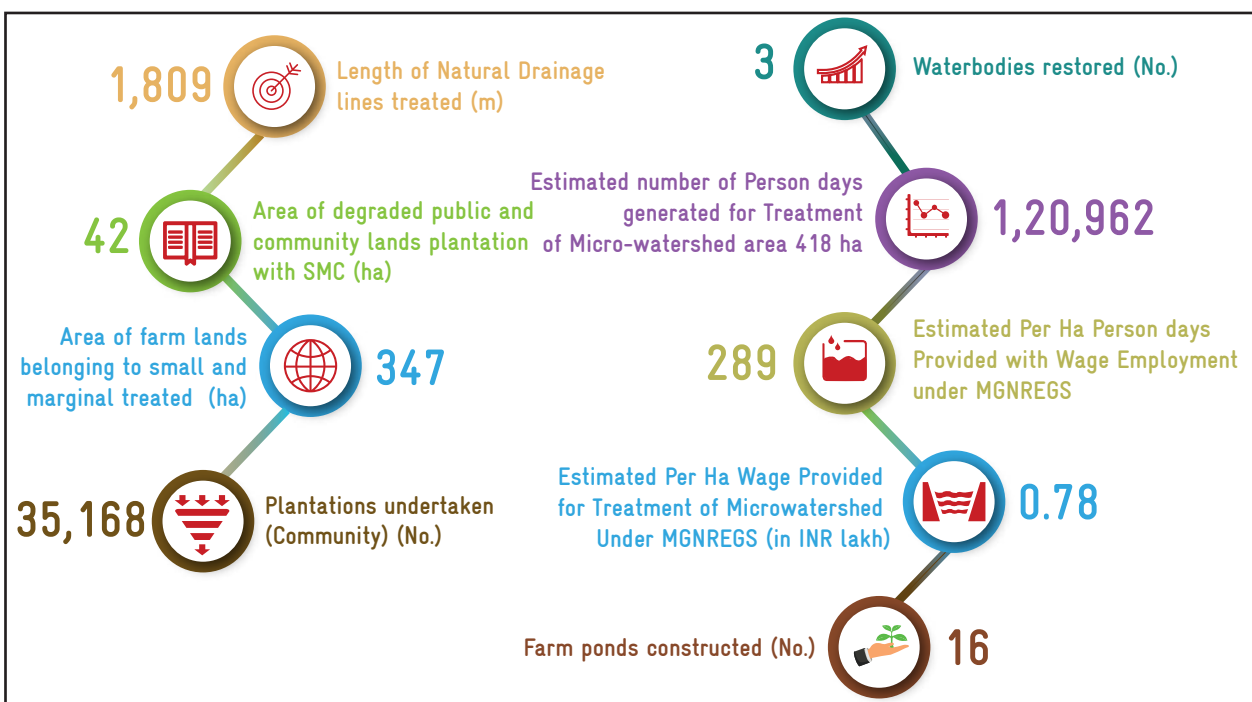 1,809
Length of Natural Drainage
lines treated (m)
42
Area of degraded public and
community lands plantation
with SMC (ha)
Area of farm lands
belonging to small and
marginal treated (ha)
347
35,168
Plantations undertaken
(Community) (No.)
3
Waterbodies restored (No.)
Estimated number of Person days
generated for Treatment
of Micro-watershed area 418 ha
1,20,962
289
Estimated Per Ha Person days
Provided with Wage Employment
under MGNREGS
Estimated Per Ha Wage Provided
for Treatment of Microwatershed
Under MGNREGS (in INR lakh)
0.78
Farm ponds constructed (No.)
16